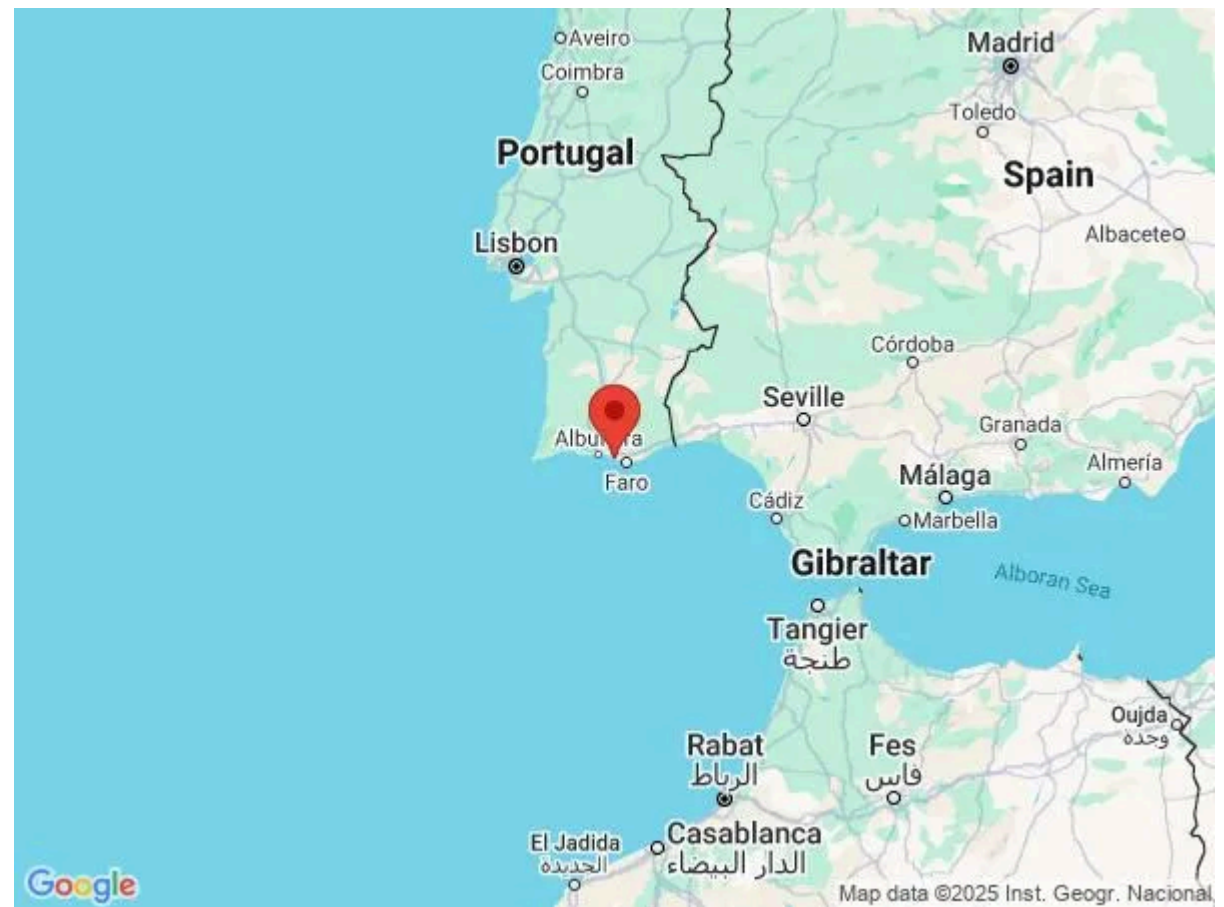 Aveiro
Coimbra
Madrid
Toledo
Portugal
Spain
Lisbon
Albacete
Córdoba
Seville
Granada
Faro
Málaga
Almería
Cádiz
Marbella
Gibraltar
Alboran Sea
Tangier
طنجة
Oujda
وجدة
Rabat
الرباط
Fes
فاس
El Jadida
الجديدة
Casablanca
الدار البيضاء
Google
Map data ©2025 Inst. Geogr. Nacional